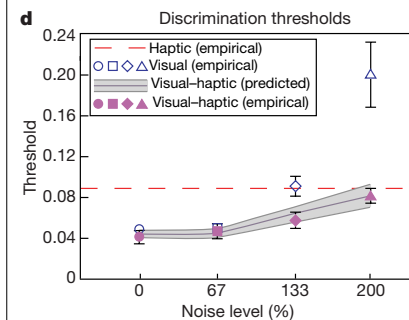 d Discrimination thresholds
0.24
0.20
0.16
0.12
0.08
0.04
0
Threshold
Haptic (empirical)
Visual (empirical)
Visual–haptic (predicted)
Visual–haptic (empirical)
0 67 133 200
Noise level (%)